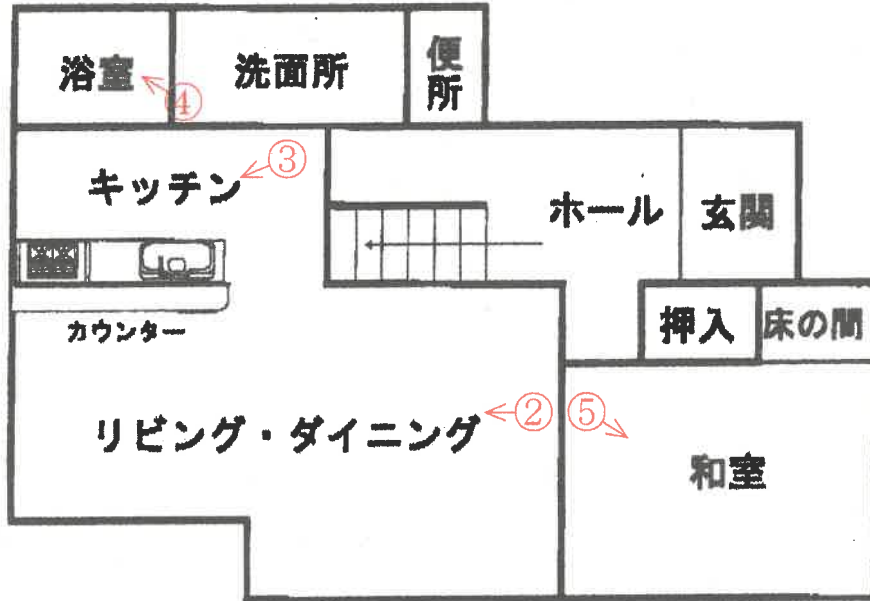 浴室
洗面所
便所
④
キッチン
③
ホール
玄関
カウンター
押入
床の間
リビング・ダイニング
②
⑤
和室